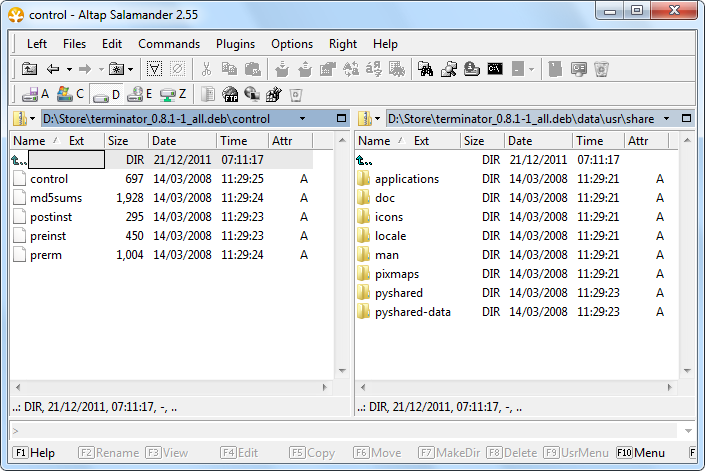 control - Altap Salamander 2.55
Left Files Edit Commands Plugins Options Right Help
A C D E Z
D:\Store\terminator_0.8.1-1_all.deb\control
Name Ext Size Date Time Attr
.. DIR 21/12/2011 07:11:17
control 697 14/03/2008 11:29:25 A
md5sums 1,928 14/03/2008 11:29:24 A
postinst 295 14/03/2008 11:29:23 A
preinst 450 14/03/2008 11:29:23 A
prerm 1,004 14/03/2008 11:29:24 A
..: DIR, 21/12/2011, 07:11:17, -, ..
D:\Store\terminator_0.8.1-1_all.deb\data\usr\share
Name Ext Size Date Time Attr
.. DIR 21/12/2011 07:11:17
applications DIR 14/03/2008 11:29:21 A
doc DIR 14/03/2008 11:29:21 A
icons DIR 14/03/2008 11:29:21 A
locale DIR 14/03/2008 11:29:21 A
man DIR 14/03/2008 11:29:21 A
pixmaps DIR 14/03/2008 11:29:21 A
pyshared DIR 14/03/2008 11:29:23 A
pyshared-data DIR 14/03/2008 11:29:23 A
..: DIR, 21/12/2011, 07:11:17, -, ..
>
F1 Help F2 Rename F3 View F4 Edit F5 Copy F6 Move F7 MakeDir F8 Delete F9 UsrMenu F10 Menu F